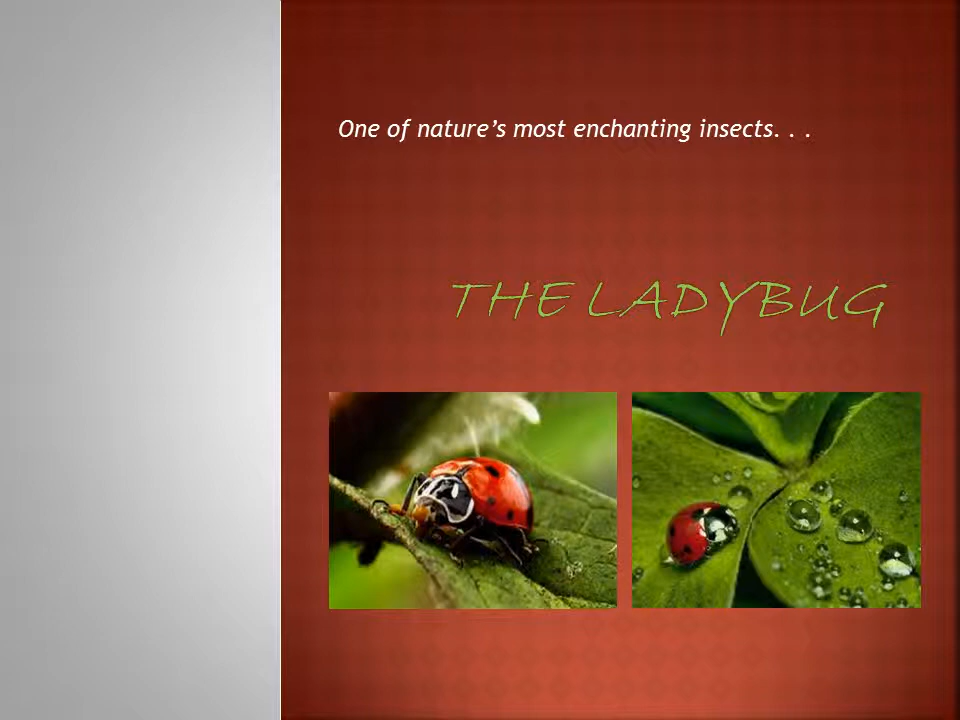 One of nature’s most enchanting insects. . .
THE LADYBUG